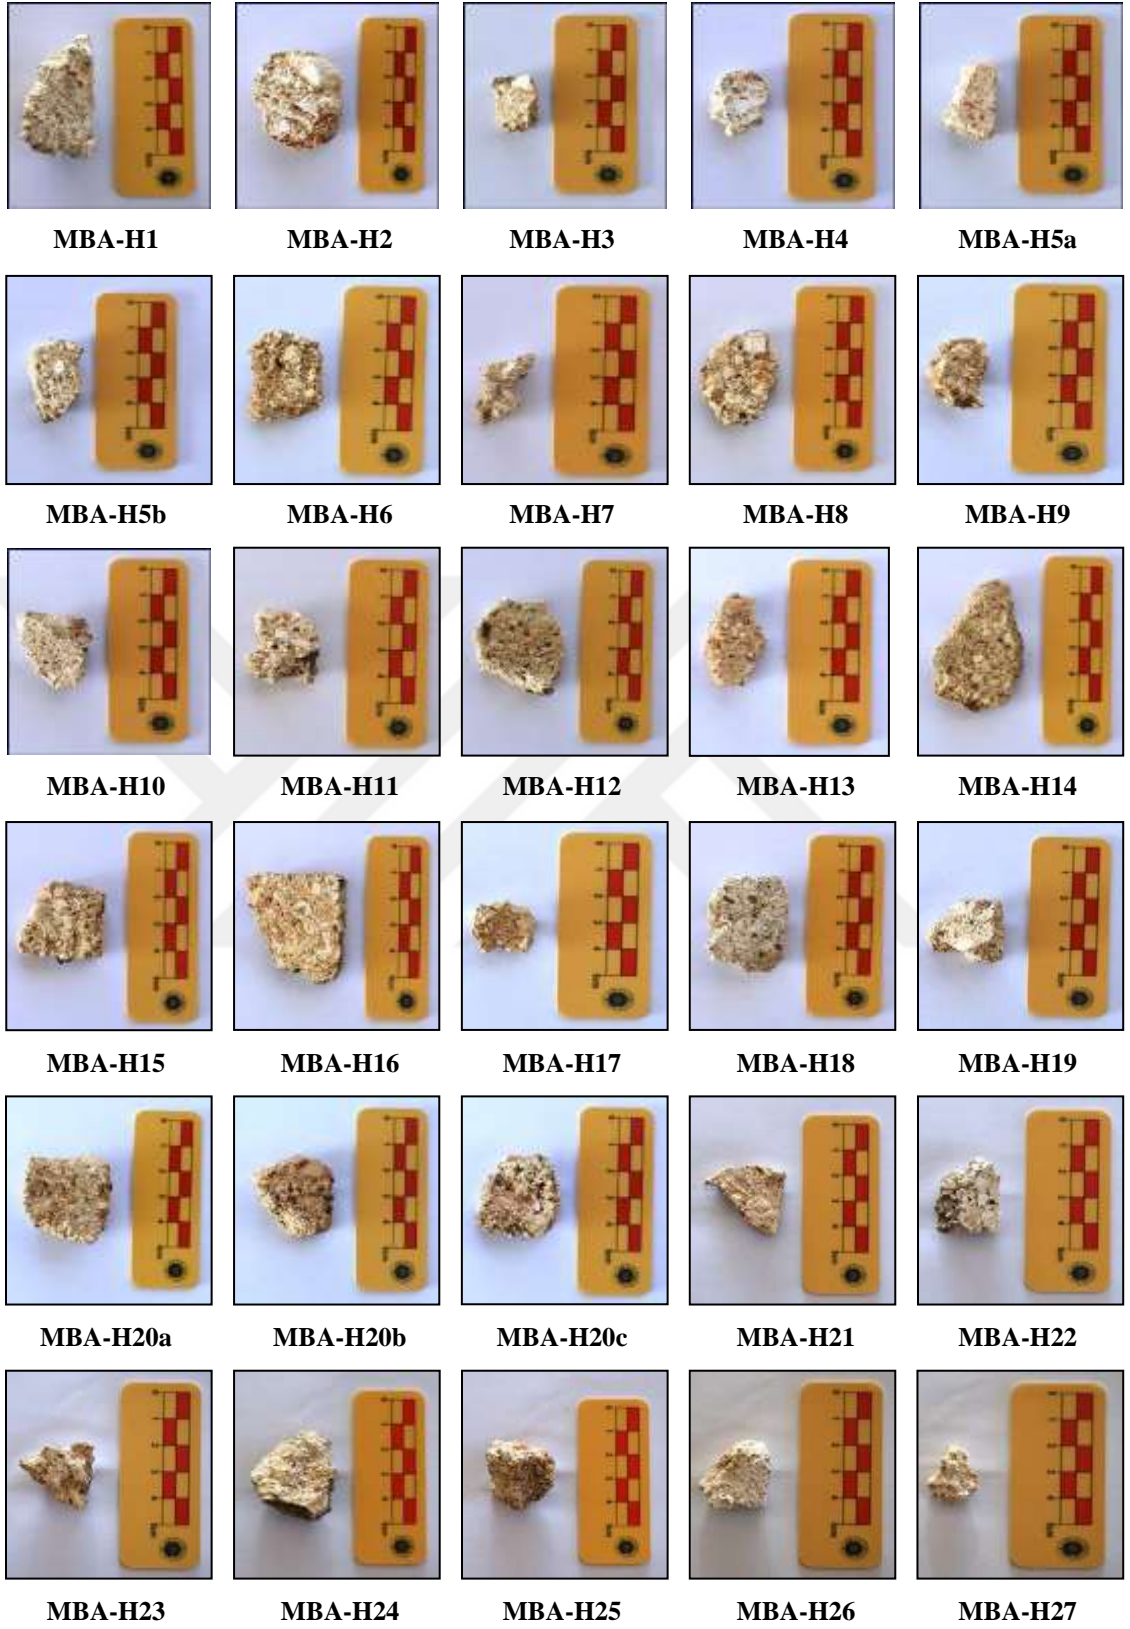 MBA-H1 MBA-H2 MBA-H3 MBA-H4 MBA-H5a
MBA-H5b MBA-H6 MBA-H7 MBA-H8 MBA-H9
MBA-H10 MBA-H11 MBA-H12 MBA-H13 MBA-H14
MBA-H15 MBA-H16 MBA-H17 MBA-H18 MBA-H19
MBA-H20a MBA-H20b MBA-H20c MBA-H21 MBA-H22
MBA-H23 MBA-H24 MBA-H25 MBA-H26 MBA-H27